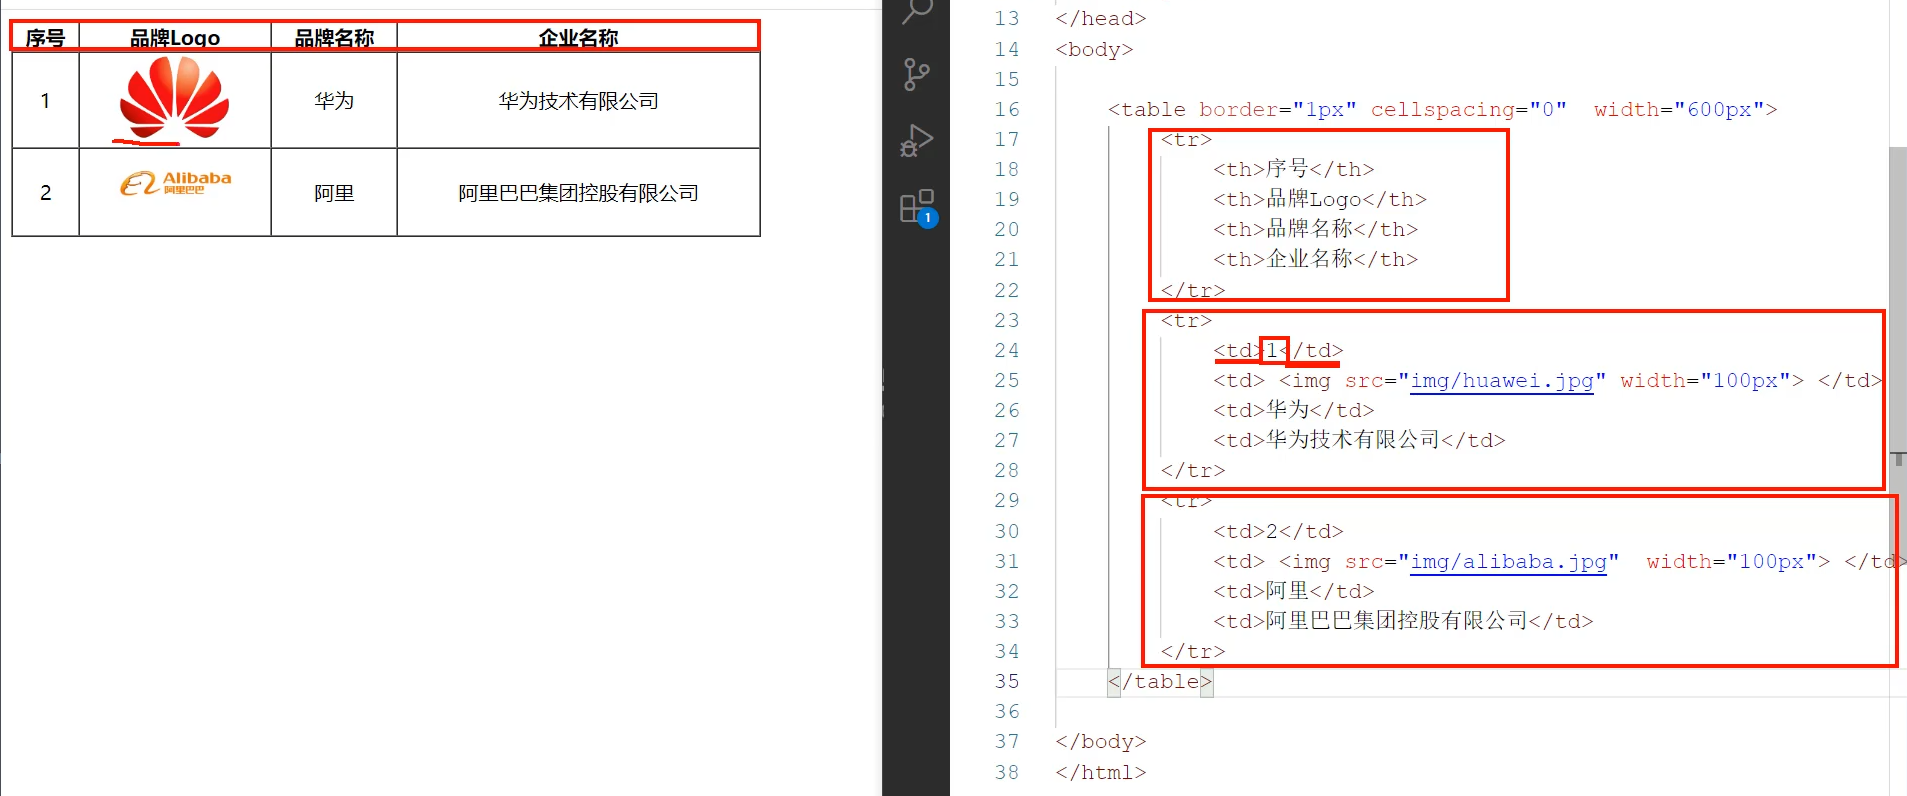 序号 品牌Logo 品牌名称 企业名称
1 华为 华为技术有限公司
Alibaba
阿里巴巴
2 阿里 阿里巴巴集团控股有限公司
1
13 </head>
14 <body>
15
16 <table border="1px" cellspacing="0"  width="600px">
17 <tr>
18 <th>序号</th>
19 <th>品牌Logo</th>
20 <th>品牌名称</th>
21 <th>企业名称</th>
22 </tr>
23 <tr>
24 <td>1</td>
25 <td> <img src="img/huawei.jpg" width="100px"> </td>
26 <td>华为</td>
27 <td>华为技术有限公司</td>
28 </tr>
29 <tr>
30 <td>2</td>
31 <td> <img src="img/alibaba.jpg"  width="100px"> </td>
32 <td>阿里</td>
33 <td>阿里巴巴集团控股有限公司</td>
34 </tr>
35 </table>
36
37 </body>
38 </html>